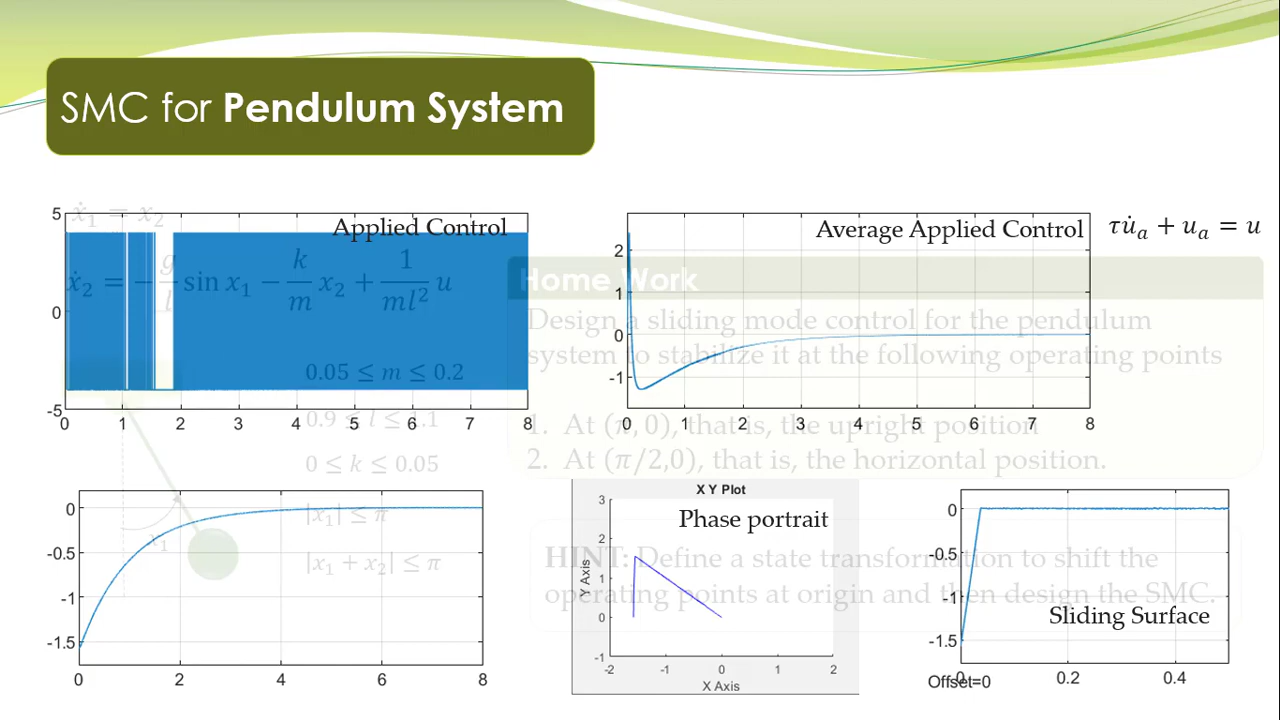 SMC for Pendulum System
ẋ₁ = x₂
ẋ₂ = − g/l sin x₁ − k/m x₂ + 1/ml² u
0.05 ≤ m ≤ 0.2
0.9 ≤ l ≤ 1.1
0 ≤ k ≤ 0.05
|x₁| ≤ π
|x₁ + x₂| ≤ π
x₁
Applied Control
5
0
-5
0 1 2 3 4 5 6 7 8
Average Applied Control
τu̇ₐ + uₐ = u
2
1
0
-1
0 1 2 3 4 5 6 7 8
Home Work
Design a sliding mode control for the pendulum
system to stabilize it at the following operating points
1. At (π, 0), that is, the upright position
2. At (π/2,0), that is, the horizontal position.
HINT: Define a state transformation to shift the
operating points at origin and then design the SMC.
0
-0.5
-1
-1.5
0 2 4 6 8
X Y Plot
Phase portrait
Y Axis
3
2
1
0
-1
-2 -1 0 1 2
X Axis
0
-0.5
-1
-1.5
Sliding Surface
0 0.2 0.4
Offset=0